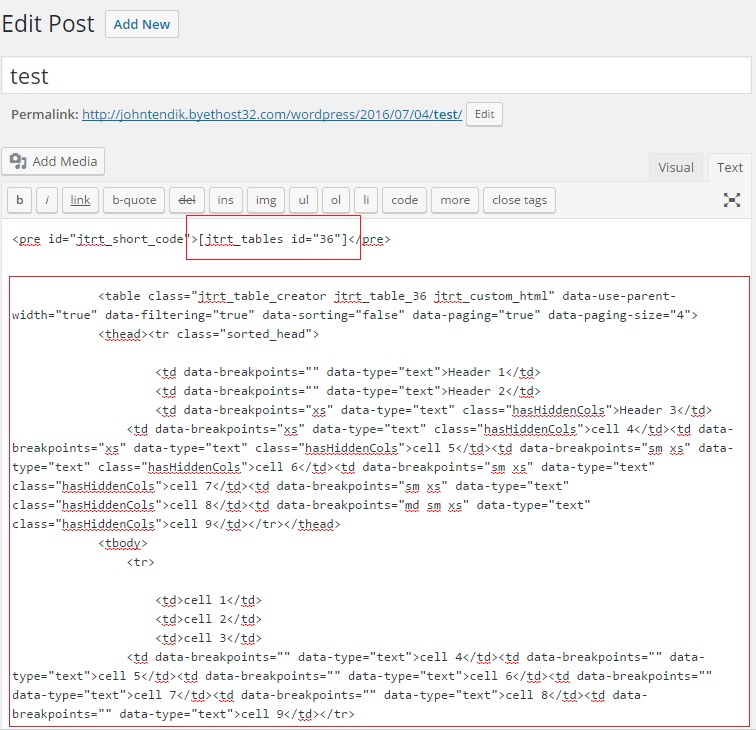 Edit Post Add New
test
Permalink: http://johntendik.byethost32.com/wordpress/2016/07/04/test/ Edit
Add Media
Visual Text
b i link b-quote del ins img ul ol li code more close tags
<pre id="jtrt_short_code">[jtrt_tables id="36"]</pre>
<table class="jtrt_table_creator jtrt_table_36 jtrt_custom_html" data-use-parent-
width="true" data-filtering="true" data-sorting="false" data-paging="true" data-paging-size="4">
<thead><tr class="sorted_head">
<td data-breakpoints="" data-type="text">Header 1</td>
<td data-breakpoints="" data-type="text">Header 2</td>
<td data-breakpoints="xs" data-type="text" class="hasHiddenCols">Header 3</td>
<td data-breakpoints="xs" data-type="text" class="hasHiddenCols">cell 4</td><td data-
breakpoints="xs" data-type="text" class="hasHiddenCols">cell 5</td><td data-breakpoints="sm xs" data-
type="text" class="hasHiddenCols">cell 6</td><td data-breakpoints="sm xs" data-type="text"
class="hasHiddenCols">cell 7</td><td data-breakpoints="sm xs" data-type="text"
class="hasHiddenCols">cell 8</td><td data-breakpoints="md sm xs" data-type="text"
class="hasHiddenCols">cell 9</td></tr></thead>
<tbody>
<tr>
<td>cell 1</td>
<td>cell 2</td>
<td>cell 3</td>
<td data-breakpoints="" data-type="text">cell 4</td><td data-breakpoints="" data-
type="text">cell 5</td><td data-breakpoints="" data-type="text">cell 6</td><td data-breakpoints=""
data-type="text">cell 7</td><td data-breakpoints="" data-type="text">cell 8</td><td data-
breakpoints="" data-type="text">cell 9</td></tr>